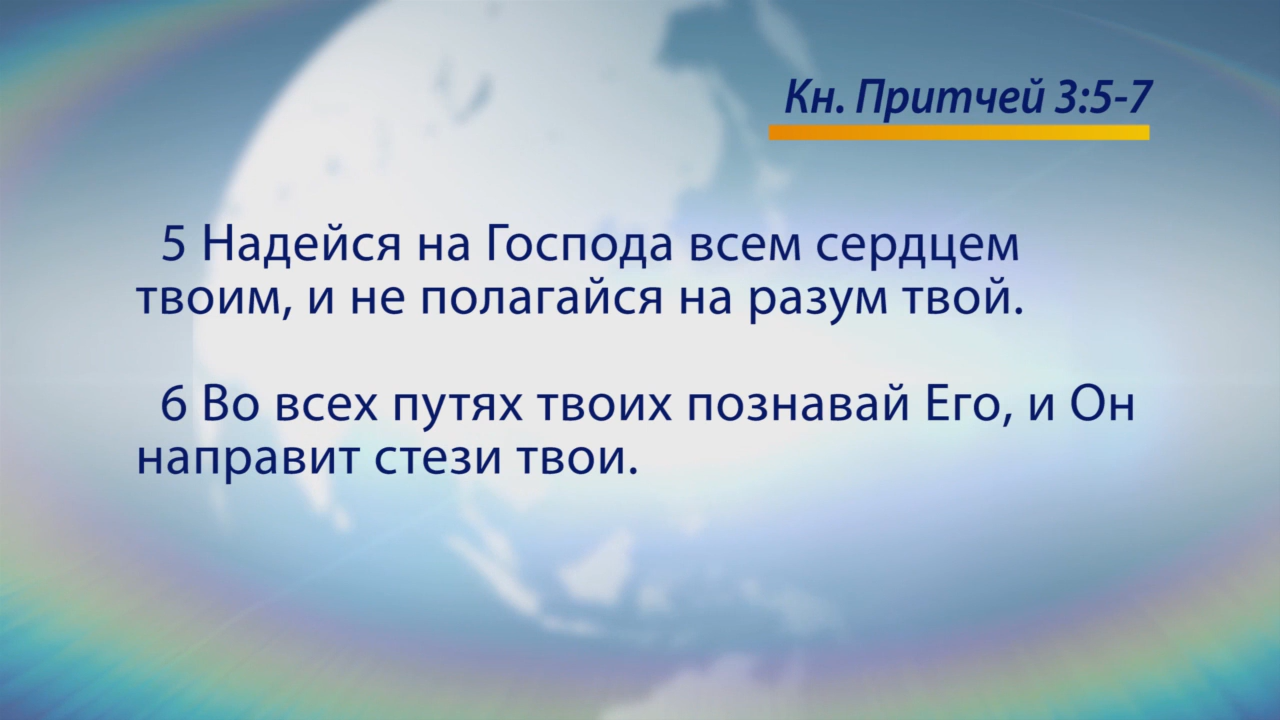 Кн. Притчей 3:5-7
5 Надейся на Господа всем сердцем
твоим, и не полагайся на разум твой.
6 Во всех путях твоих познавай Его, и Он
направит стези твои.